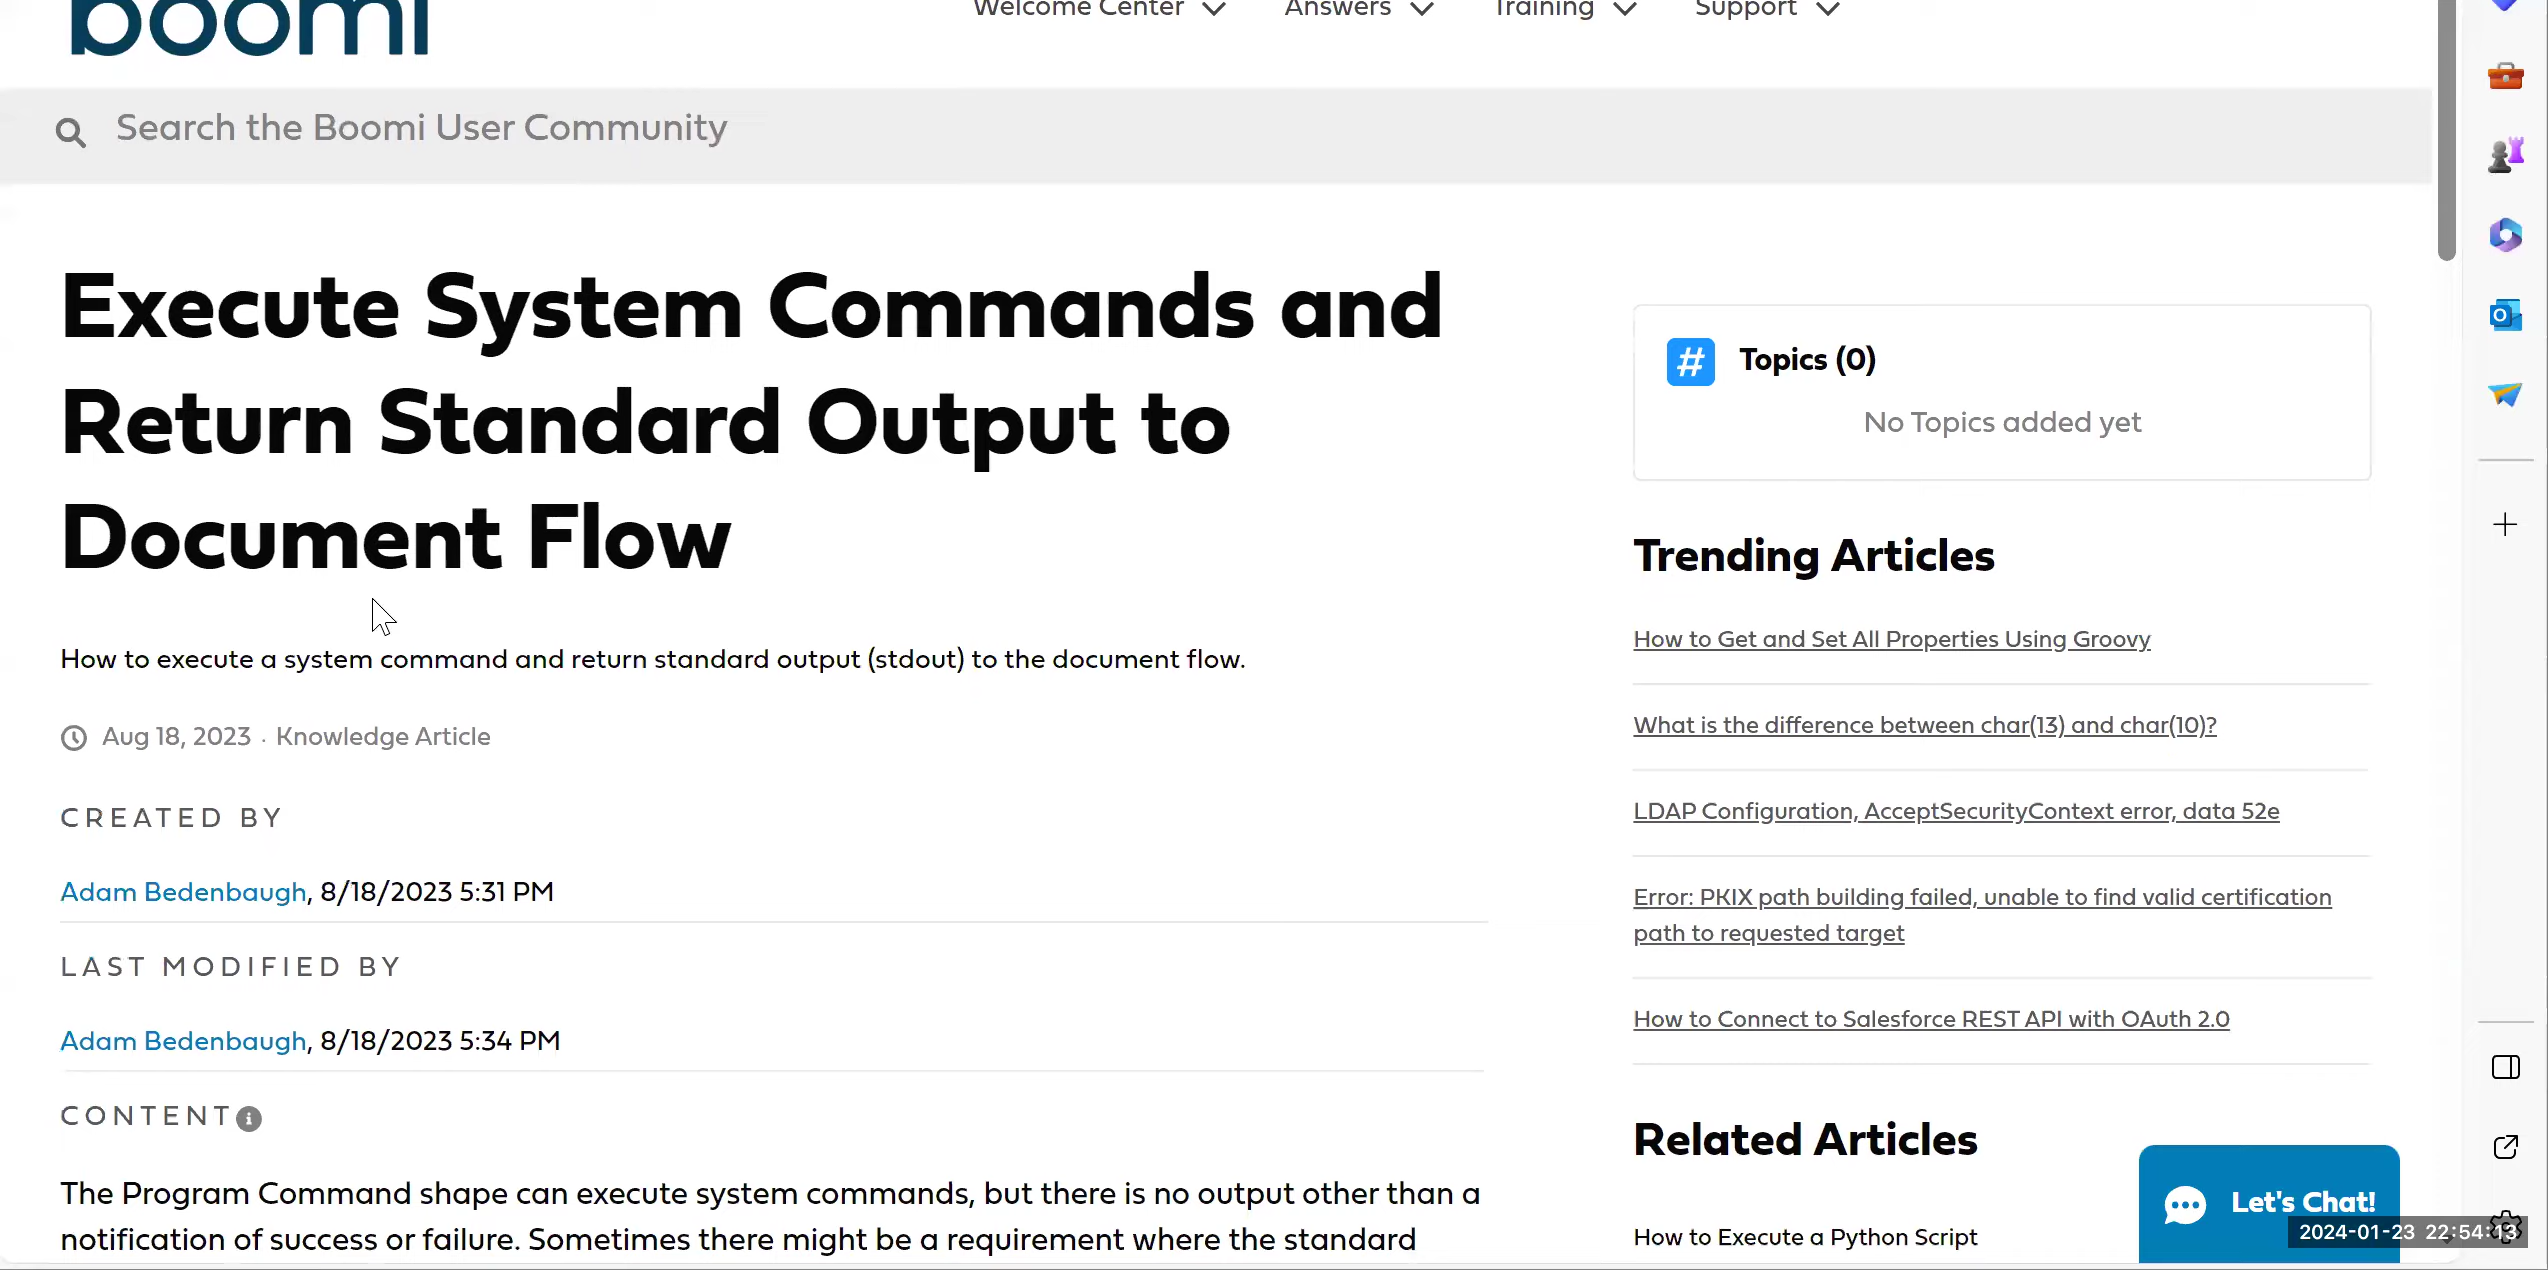 boomi
Welcome Center
Answers
Training
Support
Search the Boomi User Community
Execute System Commands and
Return Standard Output to
Document Flow
How to execute a system command and return standard output (stdout) to the document flow.
Aug 18, 2023 · Knowledge Article
CREATED BY
Adam Bedenbaugh, 8/18/2023 5:31 PM
LAST MODIFIED BY
Adam Bedenbaugh, 8/18/2023 5:34 PM
CONTENT
The Program Command shape can execute system commands, but there is no output other than a
notification of success or failure. Sometimes there might be a requirement where the standard
# Topics (0)
No Topics added yet
Trending Articles
How to Get and Set All Properties Using Groovy
What is the difference between char(13) and char(10)?
LDAP Configuration, AcceptSecurityContext error, data 52e
Error: PKIX path building failed, unable to find valid certification
path to requested target
How to Connect to Salesforce REST API with OAuth 2.0
Related Articles
How to Execute a Python Script
Let's Chat!
2024-01-23 22:54:13